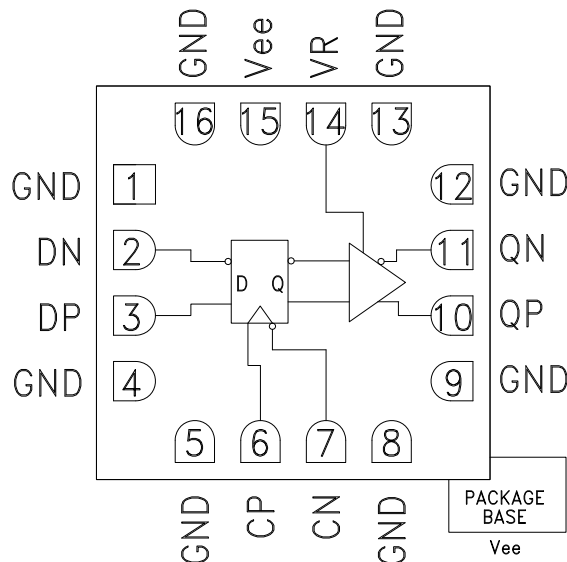 GND
Vee
VR
GND
16
15
14
13
GND
1
12
GND
DN
2
11
QN
D
Q
DP
3
10
QP
GND
4
9
GND
5
6
7
8
GND
CP
CN
GND
PACKAGE
BASE
Vee